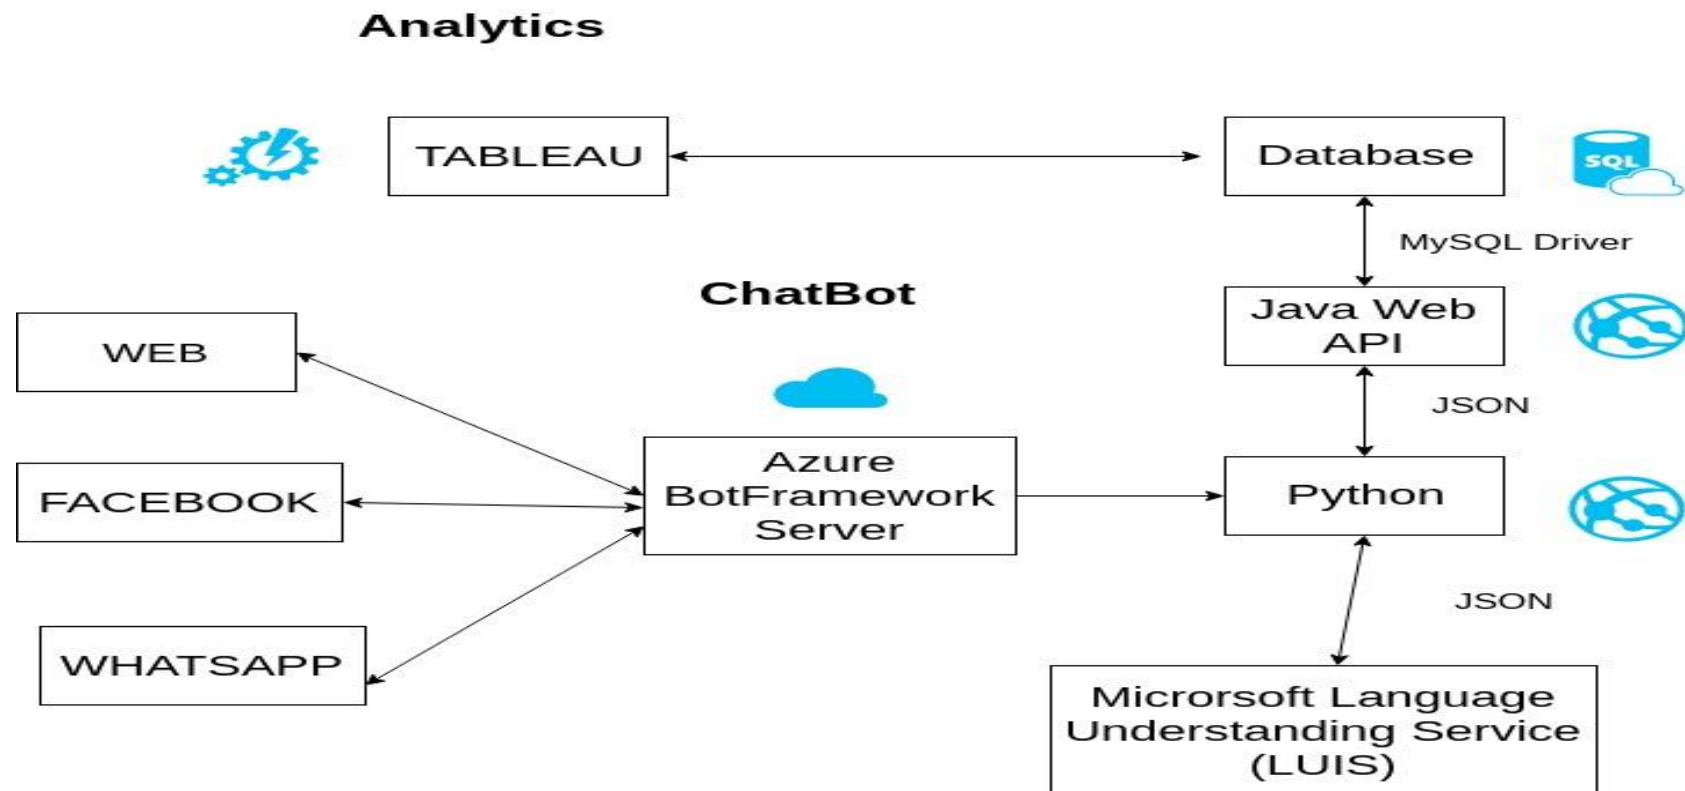 Analytics
TABLEAU
Database
SQL
MySQL Driver
ChatBot
Java Web
API
WEB
JSON
Azure
BotFramework
Server
FACEBOOK
Python
JSON
WHATSAPP
Microrsoft Language
Understanding Service
(LUIS)